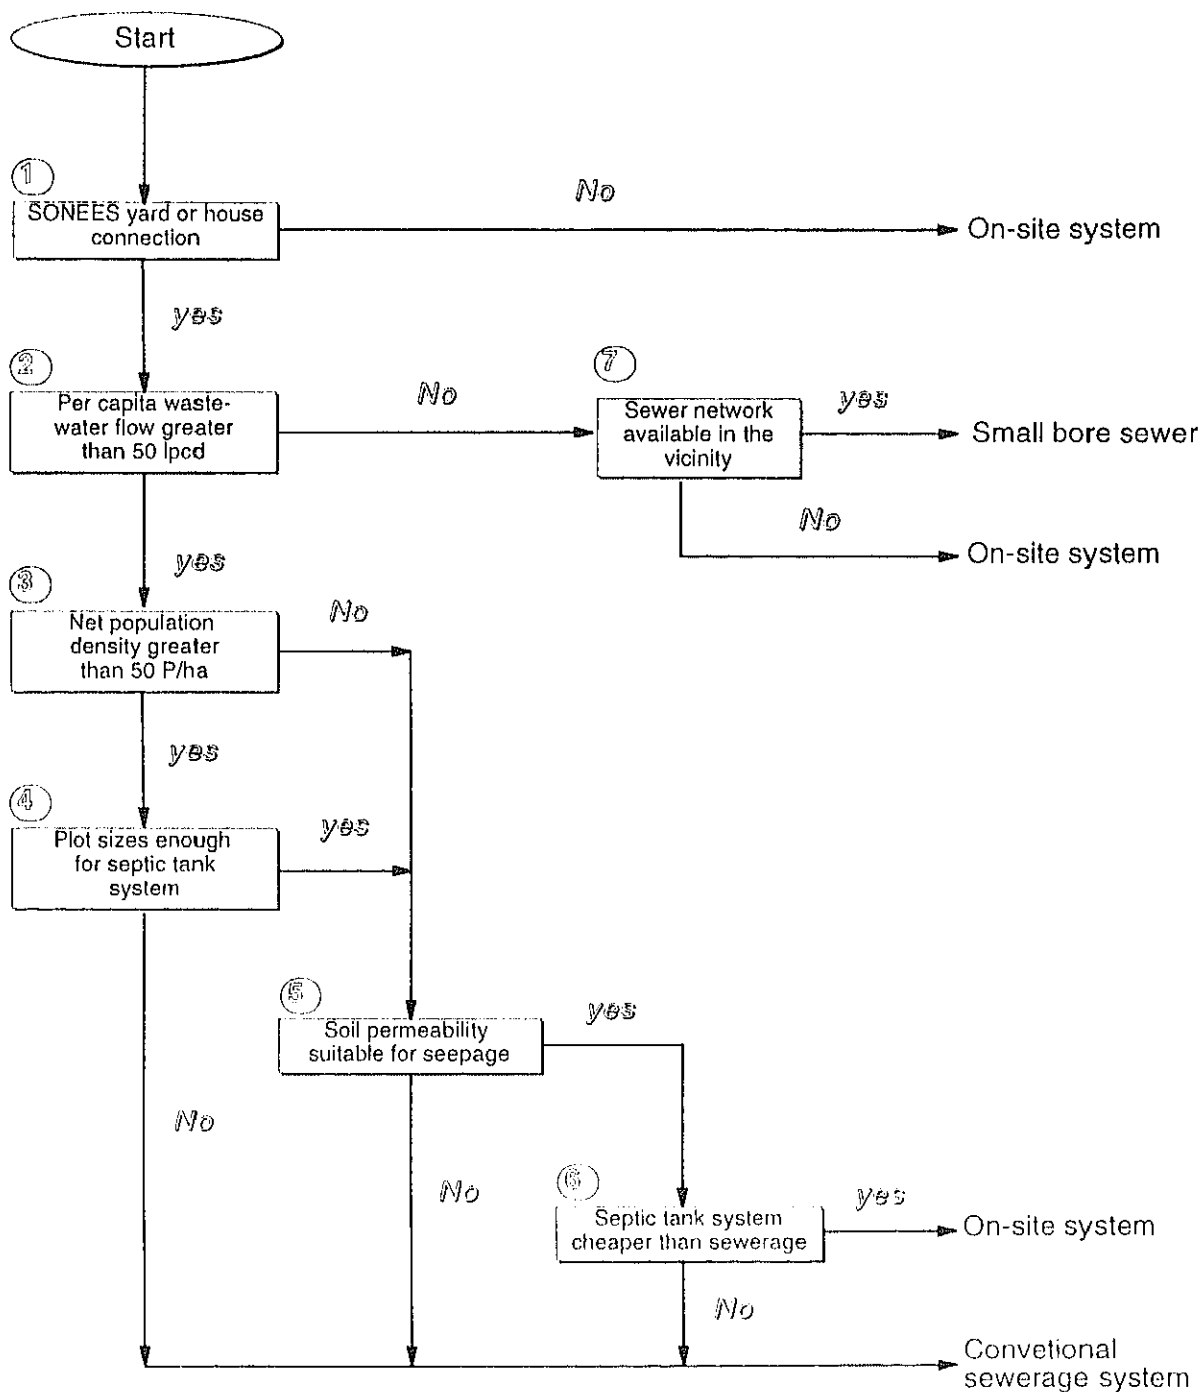 Start
1
SONEES yard or house
connection
No
On-site system
yes
2
Per capita waste-
water flow greater
than 50 lpcd
No
7
Sewer network
available in the
vicinity
yes
Small bore sewer
No
On-site system
yes
3
Net population
density greater
than 50 P/ha
No
yes
4
Plot sizes enough
for septic tank
system
yes
5
Soil permeability
suitable for seepage
yes
No
No
6
Septic tank system
cheaper than sewerage
yes
On-site system
No
Convetional
sewerage system